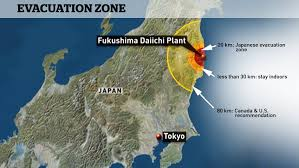 EVACUATION ZONE
Fukushima Daiichi Plant
20 km: Japanese evacuation
zone
less than 30 km: stay indoors
JAPAN
80 km: Canada & U.S.
recommendation
Tokyo